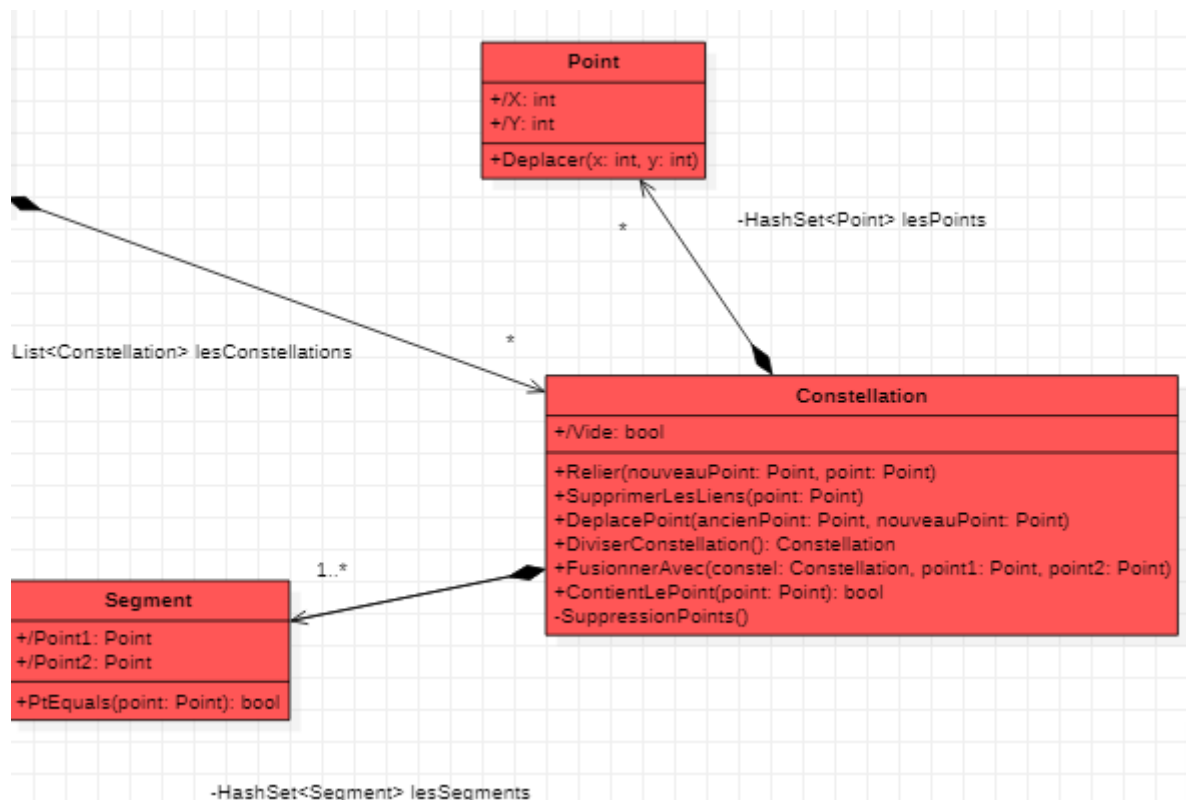 Point
+/X: int
+/Y: int
+Deplacer(x: int, y: int)
*
-HashSet<Point> lesPoints
*
List<Constellation> lesConstellations
Constellation
+/Vide: bool
+Relier(nouveauPoint: Point, point: Point)
+SupprimerLesLiens(point: Point)
+DeplacePoint(ancienPoint: Point, nouveauPoint: Point)
+DiviserConstellation(): Constellation
+FusionnerAvec(constel: Constellation, point1: Point, point2: Point)
+ContientLePoint(point: Point): bool
-SuppressionPoints()
1..*
Segment
+/Point1: Point
+/Point2: Point
+PtEquals(point: Point): bool
-HashSet<Segment> lesSegments